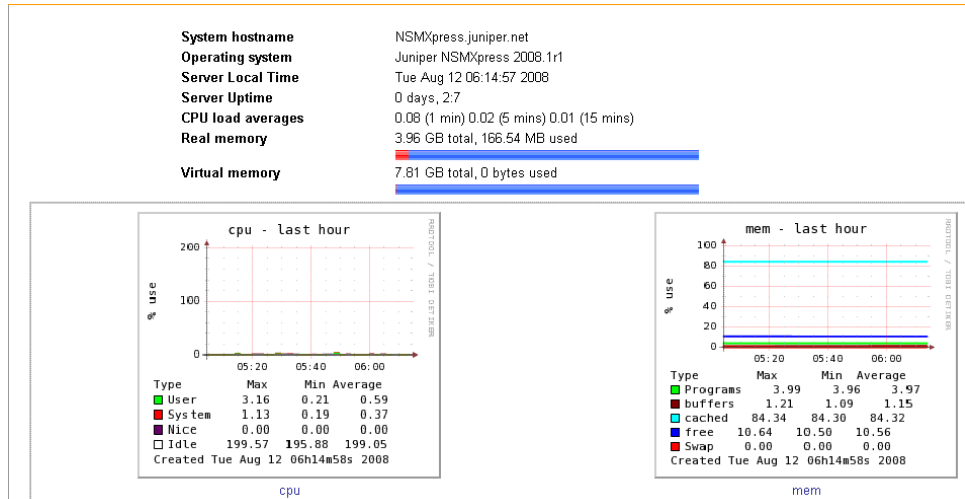 System hostname NSMXpress.juniper.net
Operating system Juniper NSMXpress 2008.1r1
Server Local Time Tue Aug 12 06:14:57 2008
Server Uptime 0 days, 2:7
CPU load averages 0.08 (1 min) 0.02 (5 mins) 0.01 (15 mins)
Real memory 3.96 GB total, 166.54 MB used
Virtual memory 7.81 GB total, 0 bytes used
cpu - last hour
RRDTOOL / TOBI OETIKER
% use
200
100
0
05:20 05:40 06:00
Type Max Min Average
User 3.16 0.21 0.59
System 1.13 0.19 0.37
Nice 0.00 0.00 0.00
Idle 199.57 195.88 199.05
Created Tue Aug 12 06h14m58s 2008
cpu
mem - last hour
RRDTOOL / TOBI OETIKER
% use
100
80
60
40
20
0
05:20 05:40 06:00
Type Max Min Average
Programs 3.99 3.96 3.97
buffers 1.21 1.09 1.15
cached 84.34 84.30 84.32
free 10.64 10.50 10.56
Swap 0.00 0.00 0.00
Created Tue Aug 12 06h14m58s 2008
mem